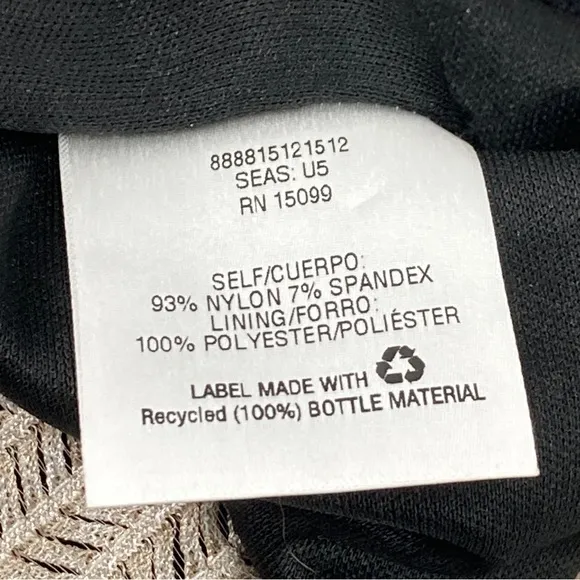 888815121512
SEAS: U5
RN 15099
SELF/CUERPO:
93% NYLON 7% SPANDEX
LINING/FORRO:
100% POLYESTER/POLIÉSTER
LABEL MADE WITH
Recycled (100%) BOTTLE MATERIAL